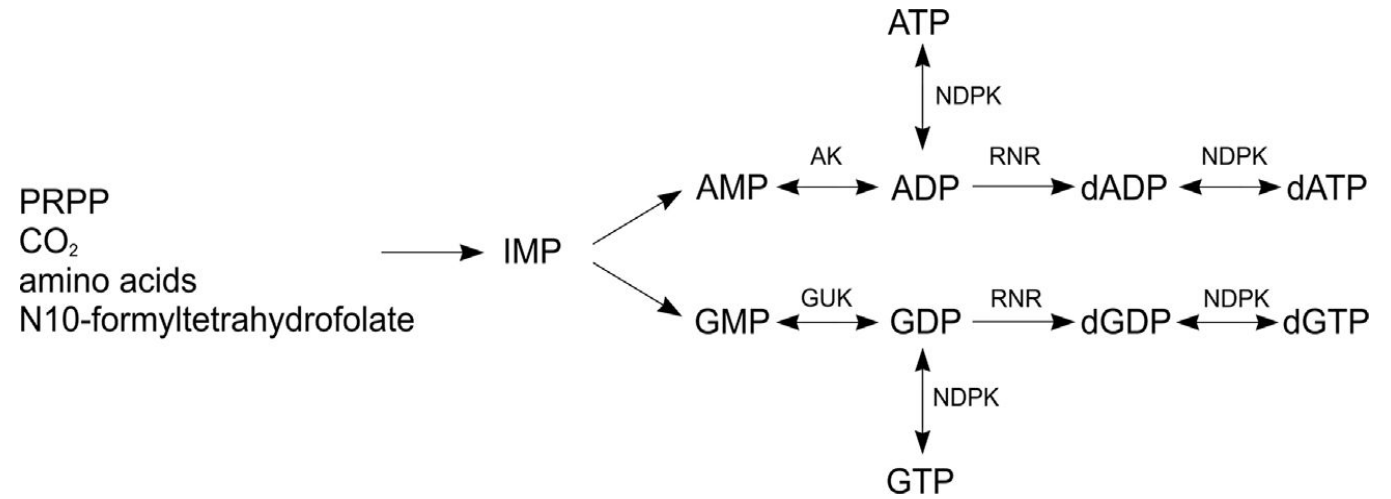 ATP
NDPK
AK RNR NDPK
AMP ADP dADP dATP
PRPP
CO₂
amino acids
N10-formyltetrahydrofolate
IMP
GUK RNR NDPK
GMP GDP dGDP dGTP
NDPK
GTP